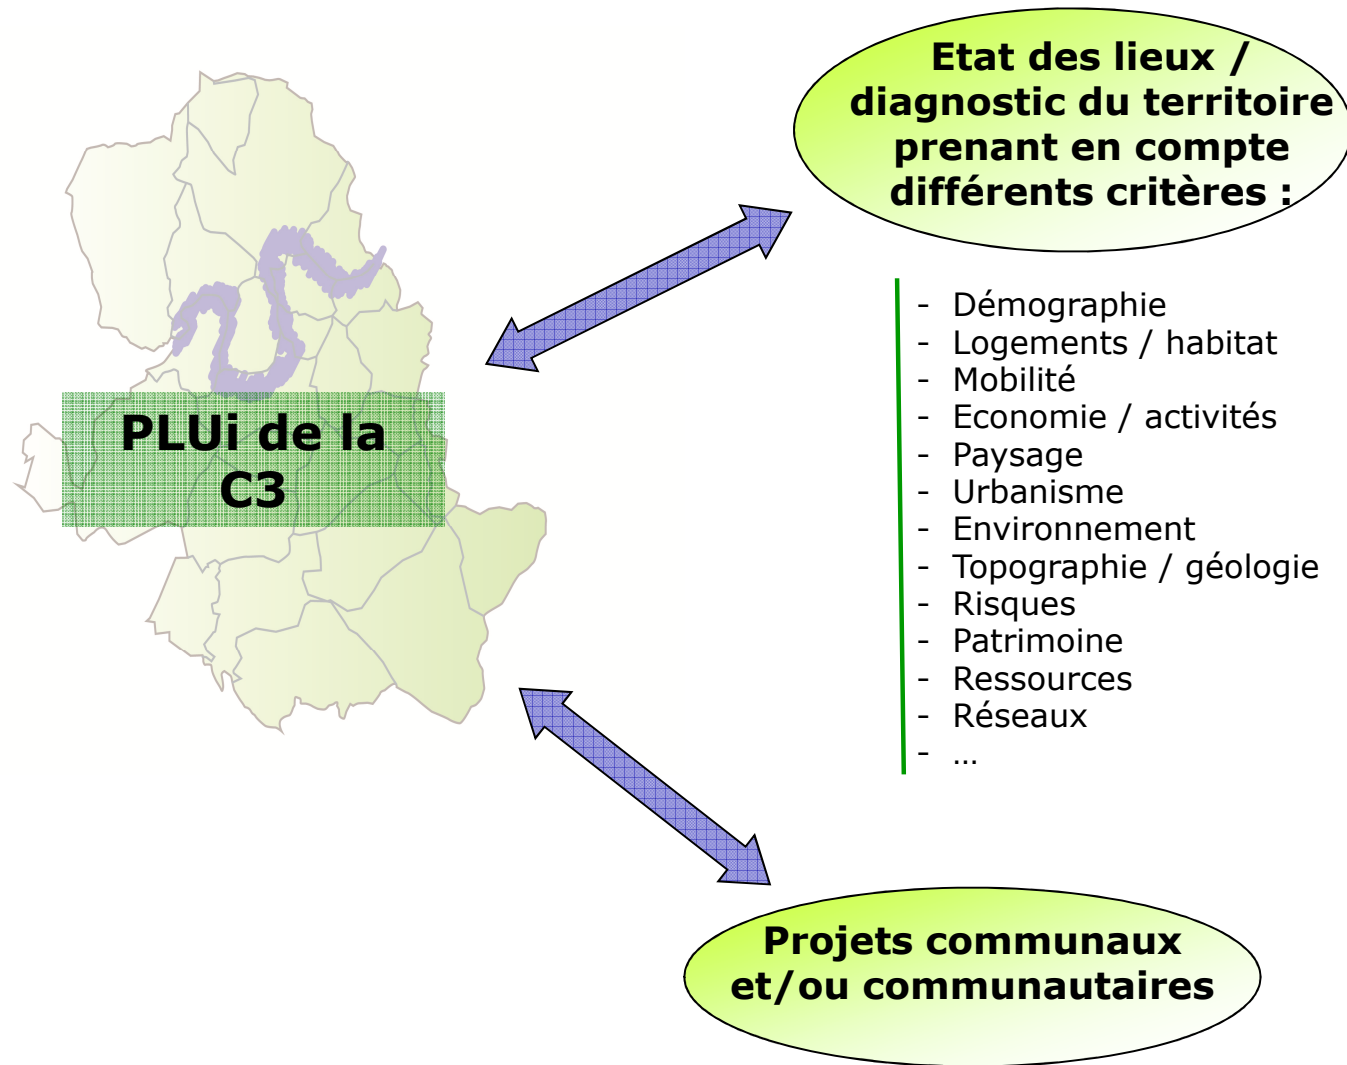 Etat des lieux /
diagnostic du territoire
prenant en compte
différents critères :
- Démographie
- Logements / habitat
- Mobilité
- Economie / activités
- Paysage
- Urbanisme
- Environnement
- Topographie / géologie
- Risques
- Patrimoine
- Ressources
- Réseaux
- …
PLUi de la
C3
Projets communaux
et/ou communautaires